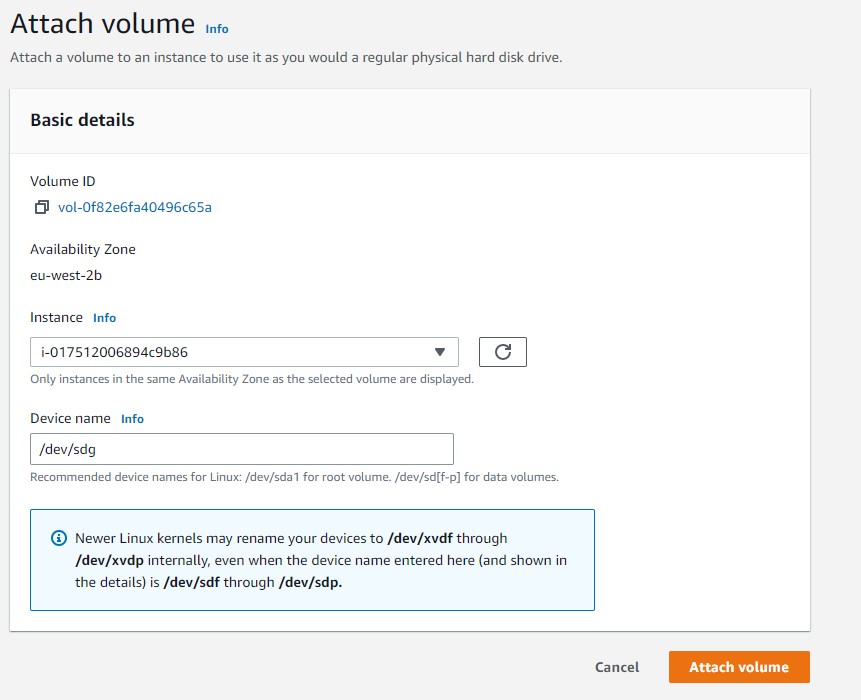 Attach volume Info
Attach a volume to an instance to use it as you would a regular physical hard disk drive.
Basic details
Volume ID
vol-0f82e6fa40496c65a
Availability Zone
eu-west-2b
Instance Info
i-017512006894c9b86
Only instances in the same Availability Zone as the selected volume are displayed.
Device name Info
/dev/sdg
Recommended device names for Linux: /dev/sda1 for root volume. /dev/sd[f-p] for data volumes.
Newer Linux kernels may rename your devices to /dev/xvdf through
/dev/xvdp internally, even when the device name entered here (and shown in
the details) is /dev/sdf through /dev/sdp.
Cancel Attach volume